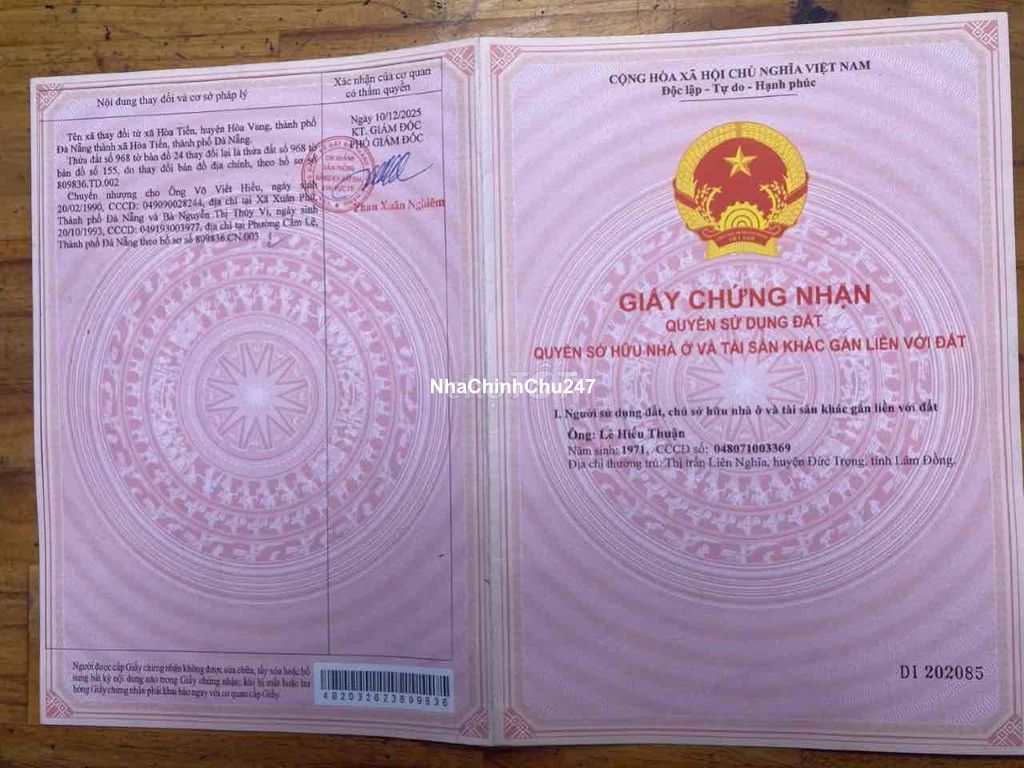 Nội dung thay đổi và cơ sở pháp lý
Xác nhận của cơ quan
có thẩm quyền
Tên xã thay đổi từ xã Hòa Tiến, huyện Hòa Vang, thành phố
Đà Nẵng thành xã Hòa Tiến, thành phố Đà Nẵng.
Thửa đất số 968 tờ bản đồ 24 thay đổi lại là thửa đất số 968 tờ
bản đồ số 155, do thay đổi bản đồ địa chính, theo hồ sơ số
809836.TD.002
Chuyển nhượng cho Ông Võ Viết Hiếu, ngày sinh
20/02/1990, CCCD: 049090028244, địa chỉ tại Xã Xuân Phú,
Thành phố Đà Nẵng và Bà Nguyễn Thị Thúy Vi, ngày sinh
20/10/1993, CCCD: 049193003977, địa chỉ tại Phường Cẩm Lệ,
Thành phố Đà Nẵng theo hồ sơ số 809836.CN.003
Ngày 10/12/2025
KT. GIÁM ĐỐC
PHÓ GIÁM ĐỐC
Phan Xuân Nghiêm
Người được cấp Giấy chứng nhận không được sửa chữa, tẩy xóa hoặc bổ
sung bất kỳ nội dung nào trong Giấy chứng nhận; khi bị mất hoặc hư
hỏng Giấy chứng nhận phải khai báo ngay với cơ quan cấp Giấy.
482032623899836
CỘNG HÒA XÃ HỘI CHỦ NGHĨA VIỆT NAM
Độc lập - Tự do - Hạnh phúc
VIỆT NAM
GIẤY CHỨNG NHẬN
QUYỀN SỬ DỤNG ĐẤT
QUYỀN SỞ HỮU NHÀ Ở VÀ TÀI SẢN KHÁC GẮN LIỀN VỚI ĐẤT
NhaChinhChu247
I. Người sử dụng đất, chủ sở hữu nhà ở và tài sản khác gắn liền với đất
Ông: Lê Hiếu Thuận
Năm sinh: 1971, CCCD số: 048071003369
Địa chỉ thường trú: Thị trấn Liên Nghĩa, huyện Đức Trọng, tỉnh Lâm Đồng.
DI 202085